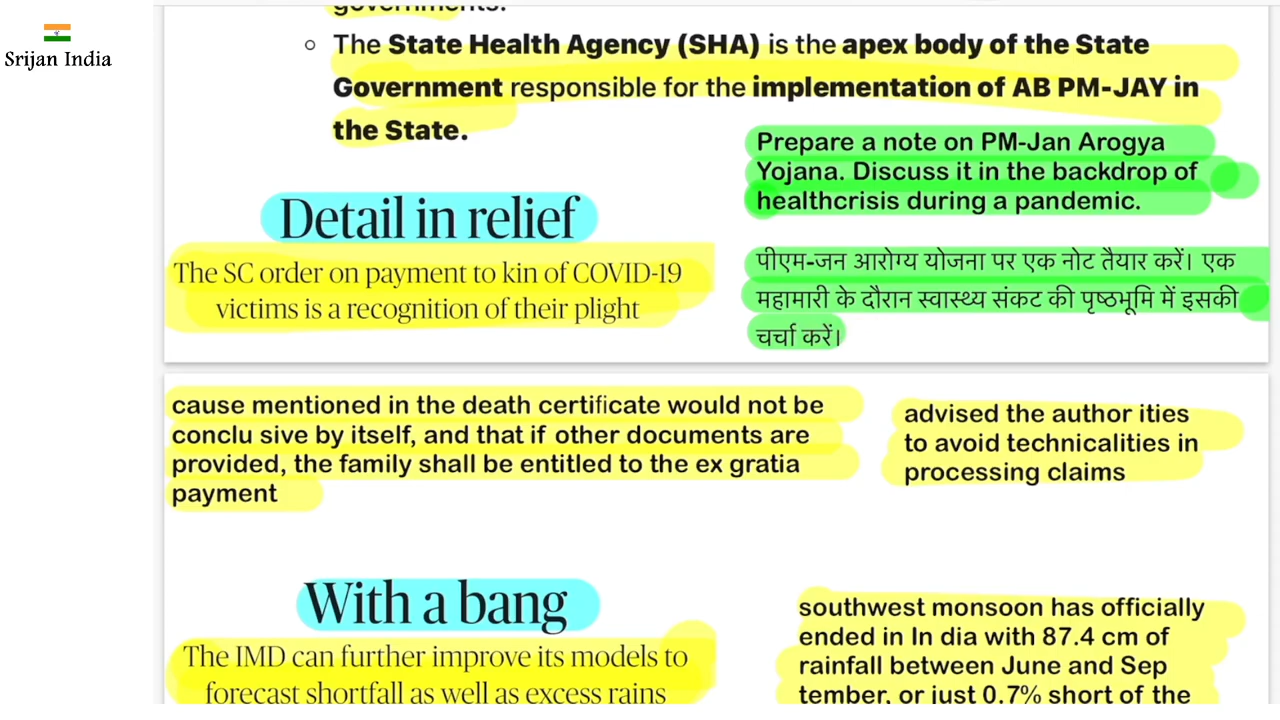 Srijan India
governments.
The State Health Agency (SHA) is the apex body of the State
Government responsible for the implementation of AB PM-JAY in
the State.
Prepare a note on PM-Jan Arogya
Yojana. Discuss it in the backdrop of
healthcrisis during a pandemic.
Detail in relief
The SC order on payment to kin of COVID-19
victims is a recognition of their plight
पीएम-जन आरोग्य योजना पर एक नोट तैयार करें। एक
महामारी के दौरान स्वास्थ्य संकट की पृष्ठभूमि में इसकी
चर्चा करें।
cause mentioned in the death certificate would not be
conclu sive by itself, and that if other documents are
provided, the family shall be entitled to the ex gratia
payment
advised the author ities
to avoid technicalities in
processing claims
With a bang
The IMD can further improve its models to
forecast shortfall as well as excess rains
southwest monsoon has officially
ended in In dia with 87.4 cm of
rainfall between June and Sep
tember, or just 0.7% short of the